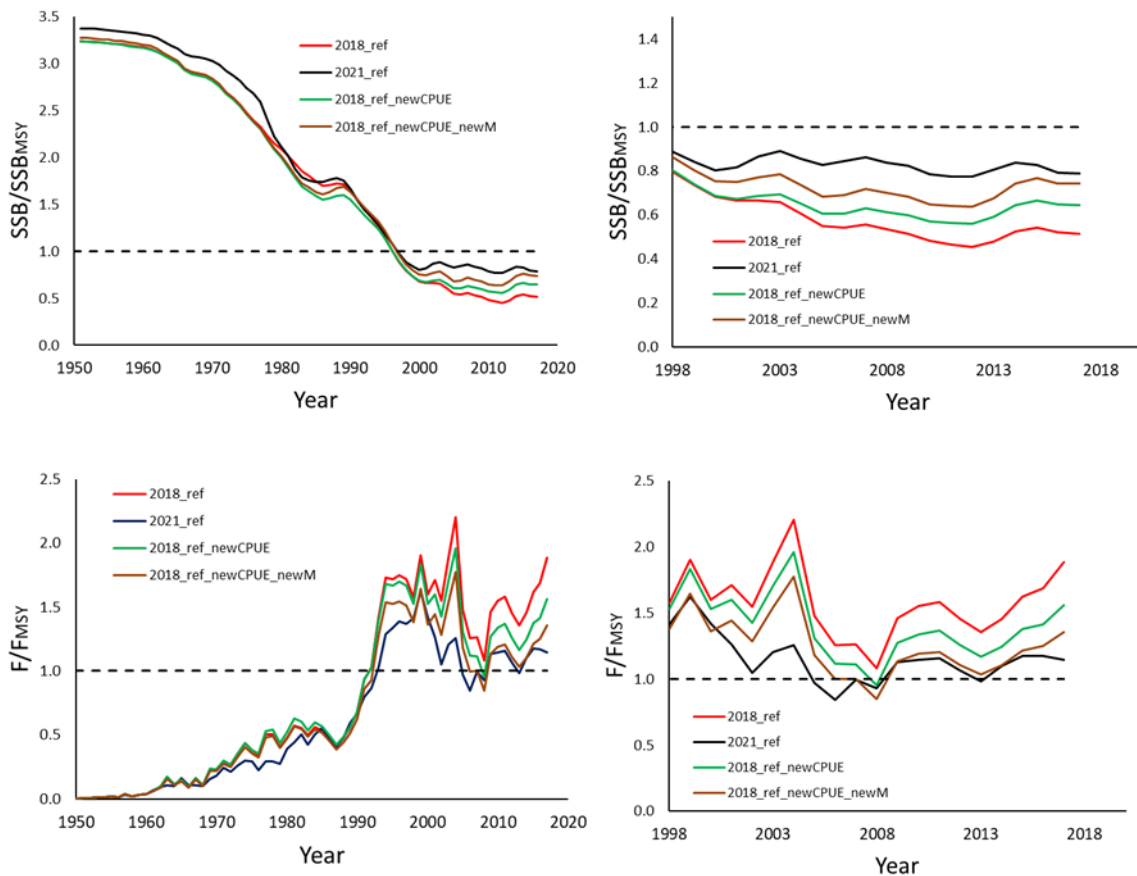 3.5
3.0
2.5
2.0
1.5
1.0
0.5
0.0
SSB/SSBMSY
2018_ref
2021_ref
2018_ref_newCPUE
2018_ref_newCPUE_newM
1950 1960 1970 1980 1990 2000 2010 2020
Year
1.4
1.2
1.0
0.8
0.6
0.4
0.2
0.0
SSB/SSBMSY
2018_ref
2021_ref
2018_ref_newCPUE
2018_ref_newCPUE_newM
1998 2003 2008 2013 2018
Year
2.5
2.0
1.5
1.0
0.5
0.0
F/FMSY
2018_ref
2021_ref
2018_ref_newCPUE
2018_ref_newCPUE_newM
1950 1960 1970 1980 1990 2000 2010 2020
Year
2.5
2.0
1.5
1.0
0.5
0.0
F/FMSY
2018_ref
2021_ref
2018_ref_newCPUE
2018_ref_newCPUE_newM
1998 2003 2008 2013 2018
Year